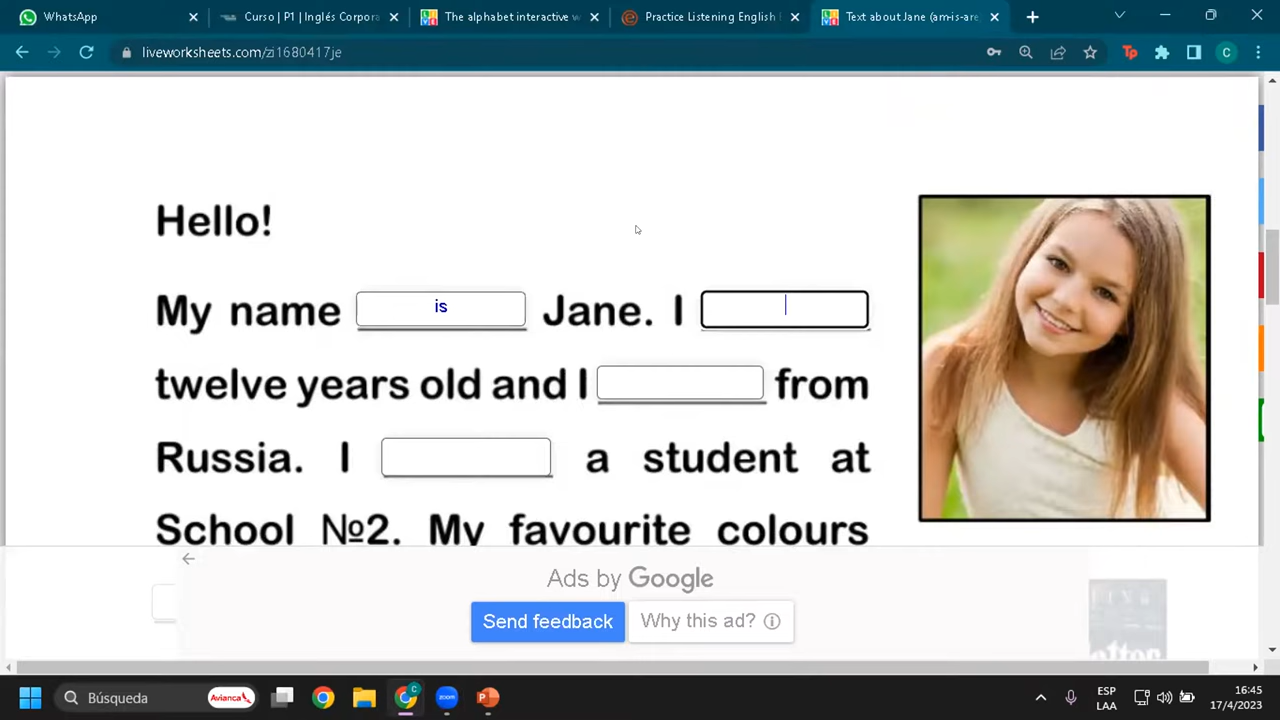 WhatsApp
Curso | P1 | Inglés Corpora
The alphabet interactive w
Practice Listening English
Text about Jane (am-is-are
liveworksheets.com/zi1680417je
Tp
C
Hello!
My name is Jane. I
twelve years old and I from
Russia. I a student at
School №2. My favourite colours
Ads by Google
Send feedback
Why this ad?
Búsqueda
Avianca
C
zoom
ESP
LAA
16:45
17/4/2023